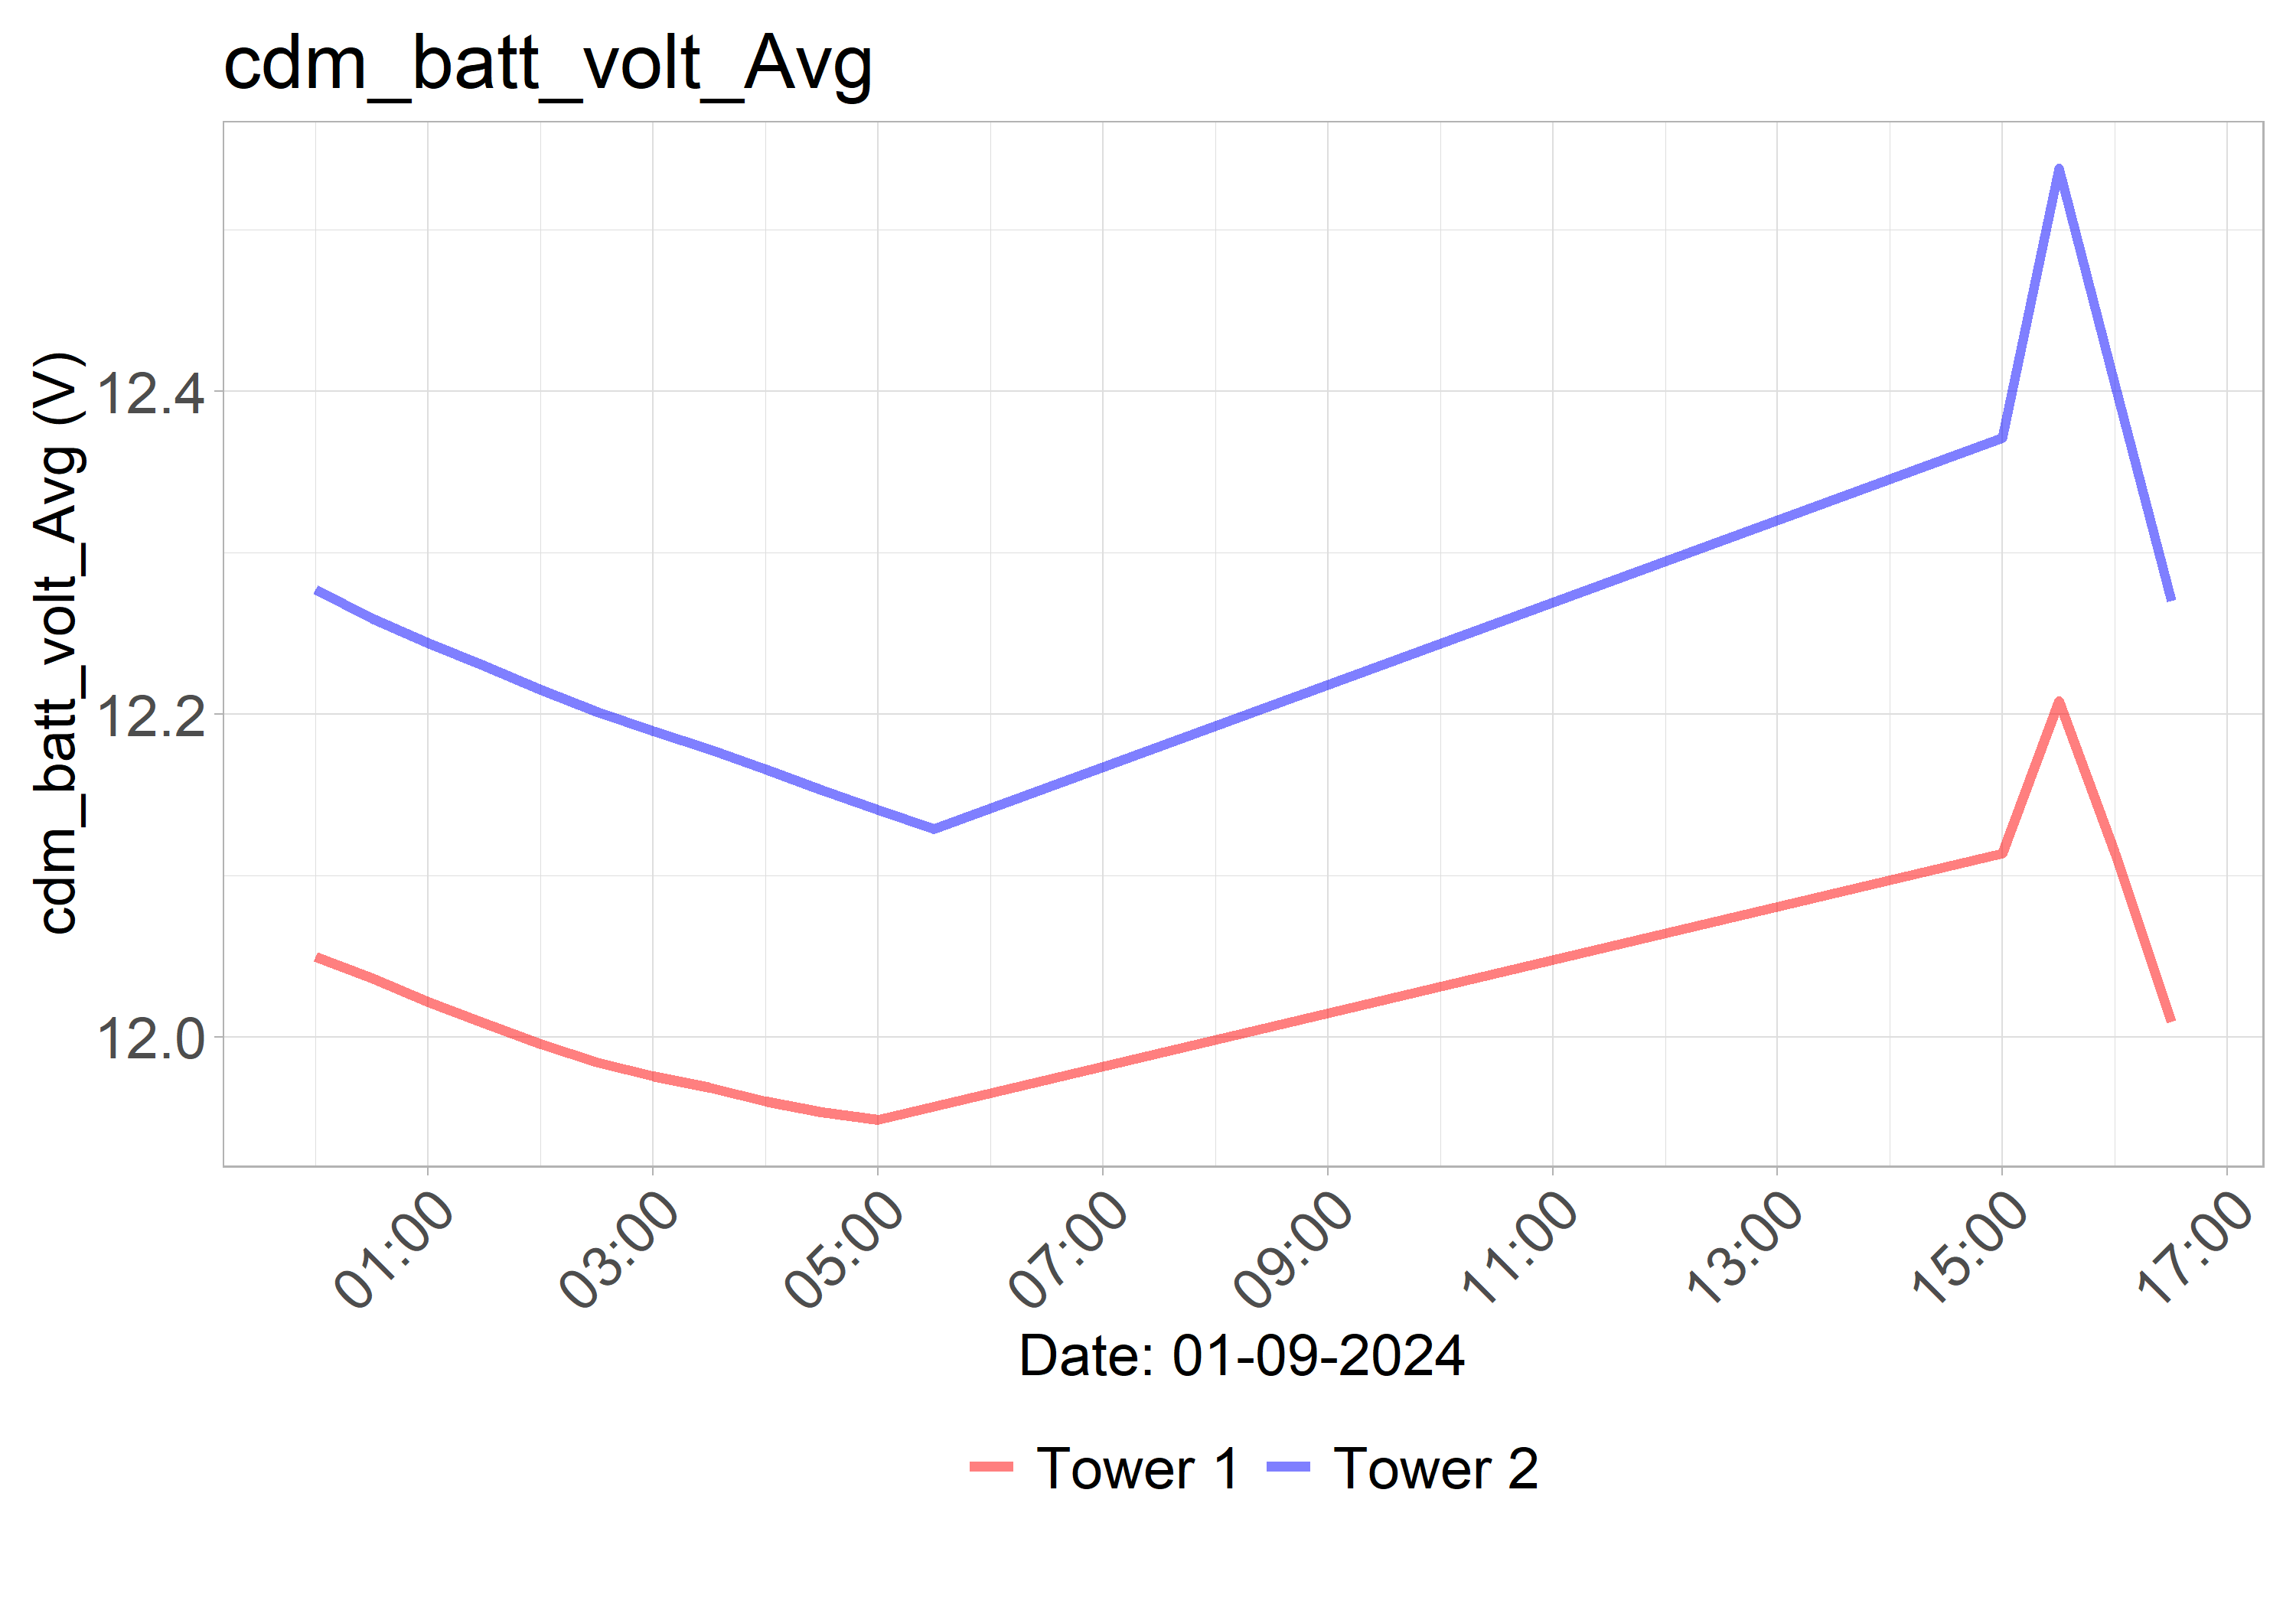 cdm_batt_volt_Avg
cdm_batt_volt_Avg (V)
12.4
12.2
12.0
01:00
03:00
05:00
07:00
09:00
11:00
13:00
15:00
17:00
Date: 01-09-2024
Tower 1
Tower 2